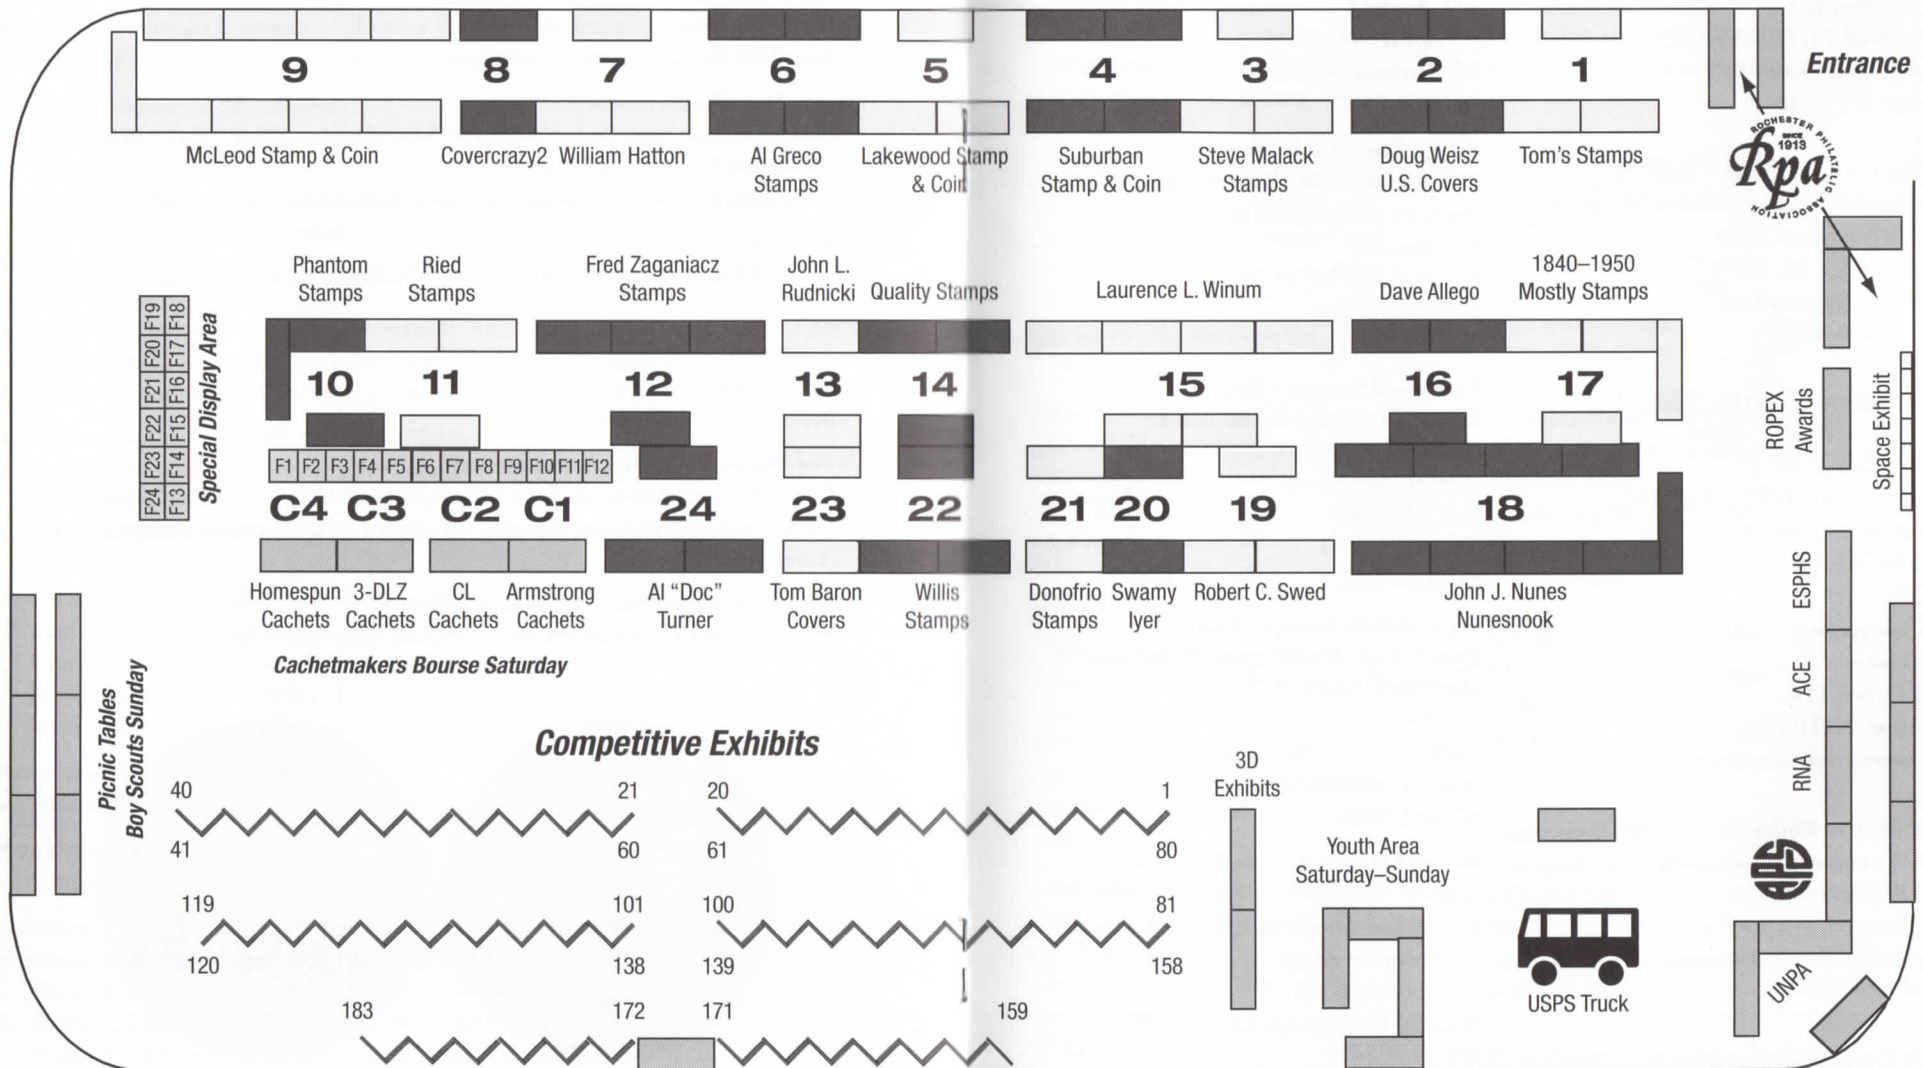 Entrance
9 8 7 6 5 4 3 2 1
McLeod Stamp & Coin
Covercrazy2
William Hatton
Al Greco
Stamps
Lakewood Stamp
& Coin
Suburban
Stamp & Coin
Steve Malack
Stamps
Doug Weisz
U.S. Covers
Tom's Stamps
ROCHESTER PHILATELIC ASSOCIATION
SINCE
1913
Rpa
Phantom
Stamps
Ried
Stamps
Fred Zaganiacz
Stamps
John L.
Rudnicki
Quality Stamps
Laurence L. Winum
Dave Allego
1840–1950
Mostly Stamps
10 11 12 13 14 15 16 17
F19 F18
F20 F17
F21 F16
F22 F15
F23 F14
F24 F13
Special Display Area
F1 F2 F3 F4 F5 F6 F7 F8 F9 F10 F11 F12
C4 C3 C2 C1 24 23 22 21 20 19 18
Homespun
Cachets
3-DLZ
Cachets
CL
Cachets
Armstrong
Cachets
Al “Doc”
Turner
Tom Baron
Covers
Willis
Stamps
Donofrio
Stamps
Swamy
Iyer
Robert C. Swed
John J. Nunes
Nunesnook
Cachetmakers Bourse Saturday
ROPEX
Awards
Space Exhibit
ESPHS
ACE
RNA
APS
UNPA
Picnic Tables
Boy Scouts Sunday
Competitive Exhibits
40 21 20 1
41 60 61 80
119 101 100 81
120 138 139 158
183 172 171 159
3D
Exhibits
Youth Area
Saturday–Sunday
USPS Truck